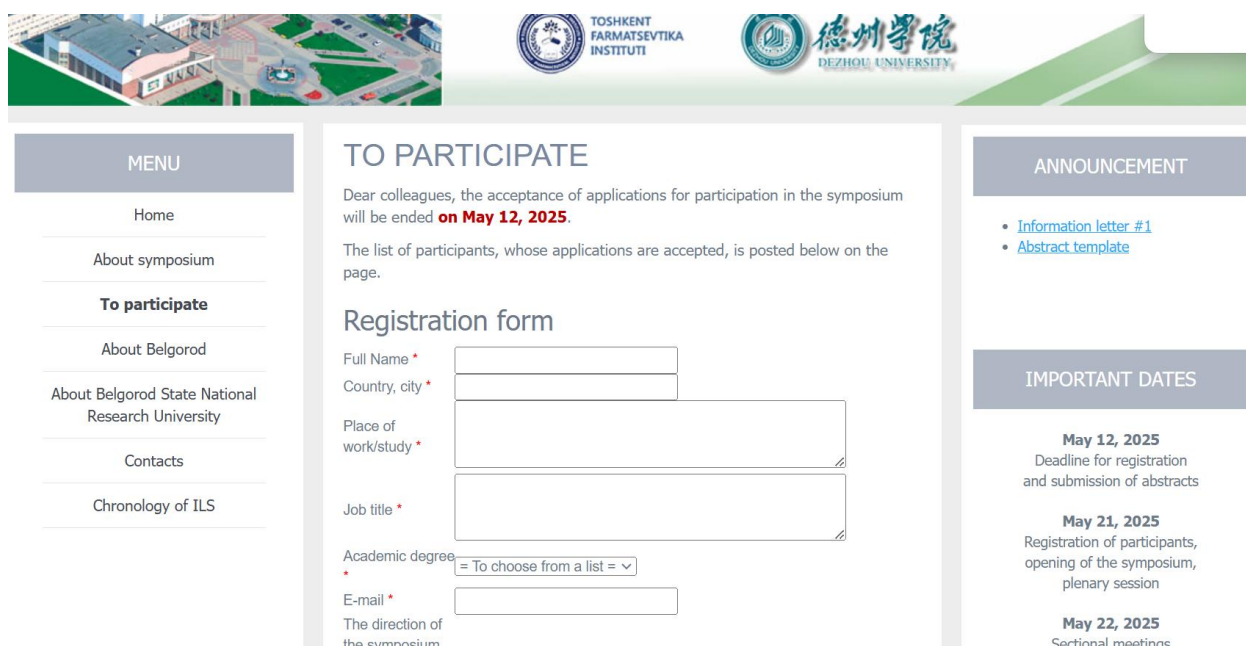 TOSHKENT
FARMATSEVTIKA
INSTITUTI
德州学院
DEZHOU UNIVERSITY
MENU
Home
About symposium
To participate
About Belgorod
About Belgorod State National
Research University
Contacts
Chronology of ILS
TO PARTICIPATE
Dear colleagues, the acceptance of applications for participation in the symposium
will be ended on May 12, 2025.
The list of participants, whose applications are accepted, is posted below on the
page.
Registration form
Full Name *
Country, city *
Place of
work/study *
Job title *
Academic degree
*
= To choose from a list =
E-mail *
The direction of
the symposium
ANNOUNCEMENT
• Information letter #1
• Abstract template
IMPORTANT DATES
May 12, 2025
Deadline for registration
and submission of abstracts
May 21, 2025
Registration of participants,
opening of the symposium,
plenary session
May 22, 2025
Sectional meetings